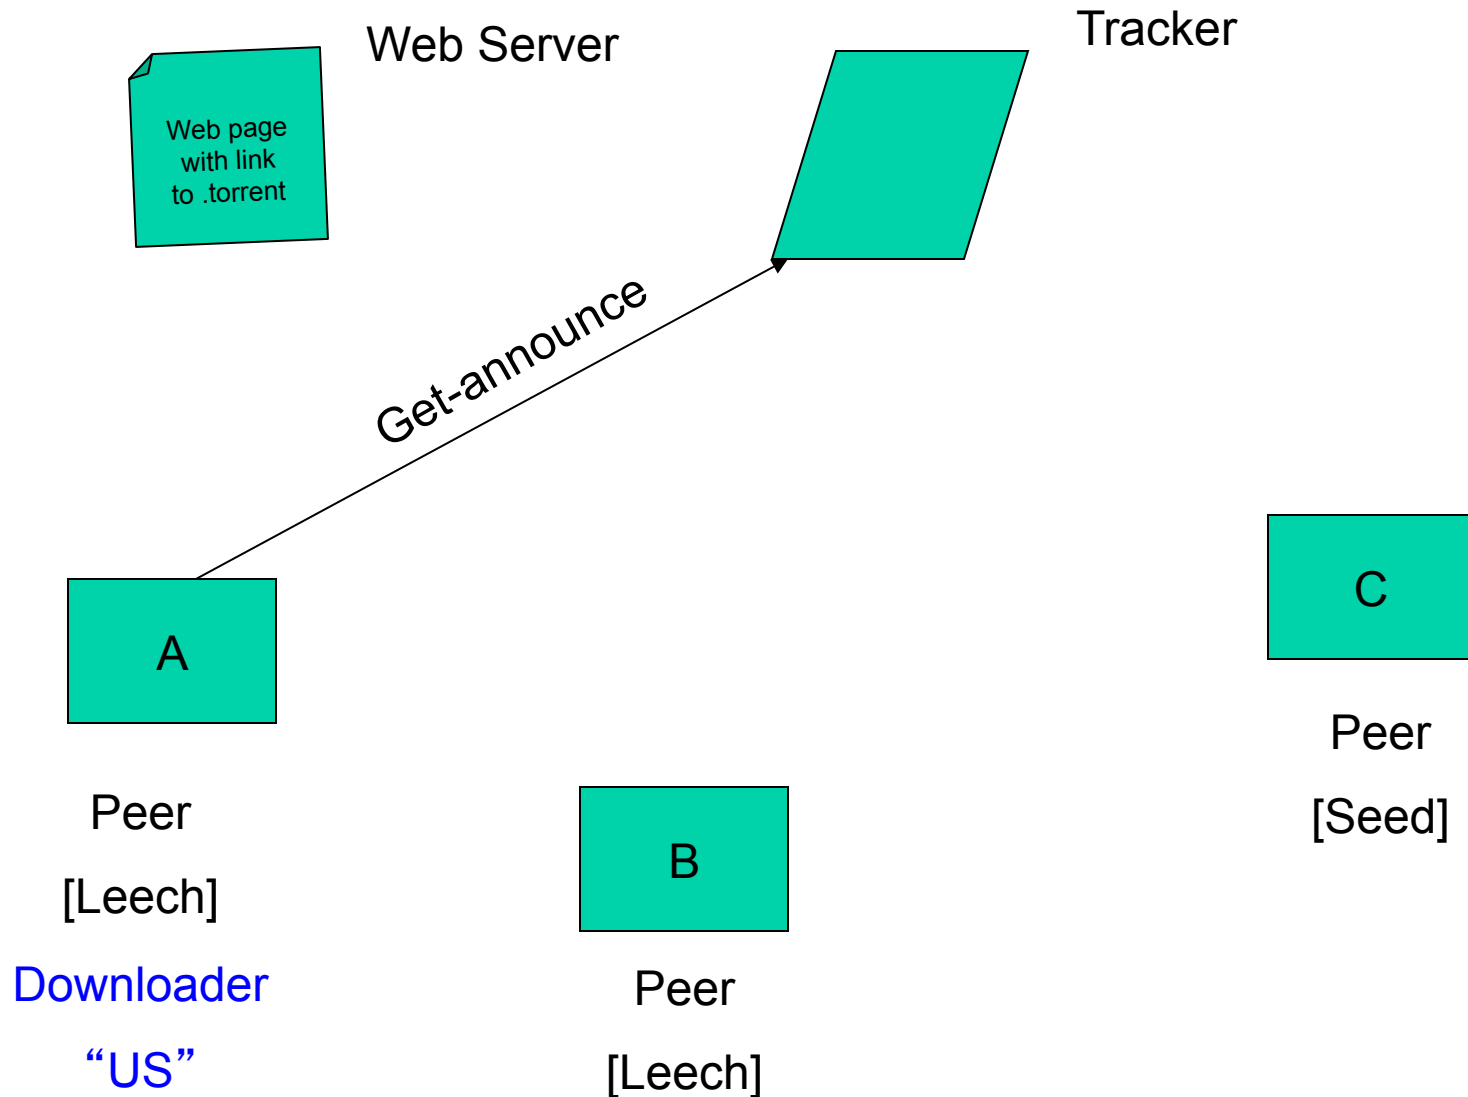 Web Server
Tracker
Web page
with link
to .torrent
Get-announce
A
C
Peer
[Seed]
Peer
[Leech]
Downloader
“US”
B
Peer
[Leech]